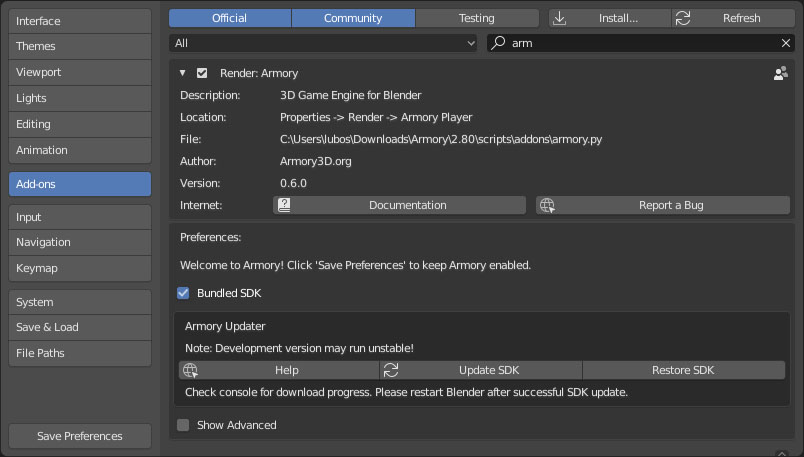 Interface
Themes
Viewport
Lights
Editing
Animation
Add-ons
Input
Navigation
Keymap
System
Save & Load
File Paths
Save Preferences
Official Community Testing Install... Refresh
All arm
Render: Armory
Description: 3D Game Engine for Blender
Location: Properties -> Render -> Armory Player
File: C:\Users\lubos\Downloads\Armory\2.80\scripts\addons\armory.py
Author: Armory3D.org
Version: 0.6.0
Internet: Documentation Report a Bug
Preferences:
Welcome to Armory! Click 'Save Preferences' to keep Armory enabled.
Bundled SDK
Armory Updater
Note: Development version may run unstable!
Help Update SDK Restore SDK
Check console for download progress. Please restart Blender after successful SDK update.
Show Advanced